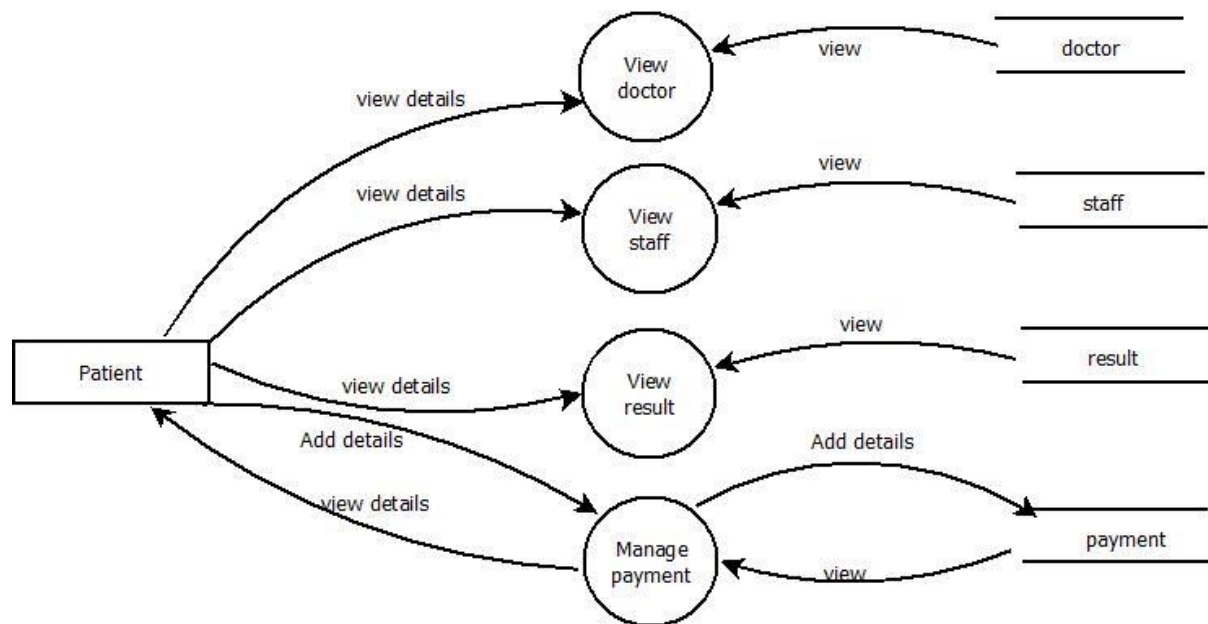 View
doctor
view
doctor
view details
View
staff
view
staff
view details
Patient
View
result
view
result
view details
Add details
view details
Manage
payment
Add details
payment
view